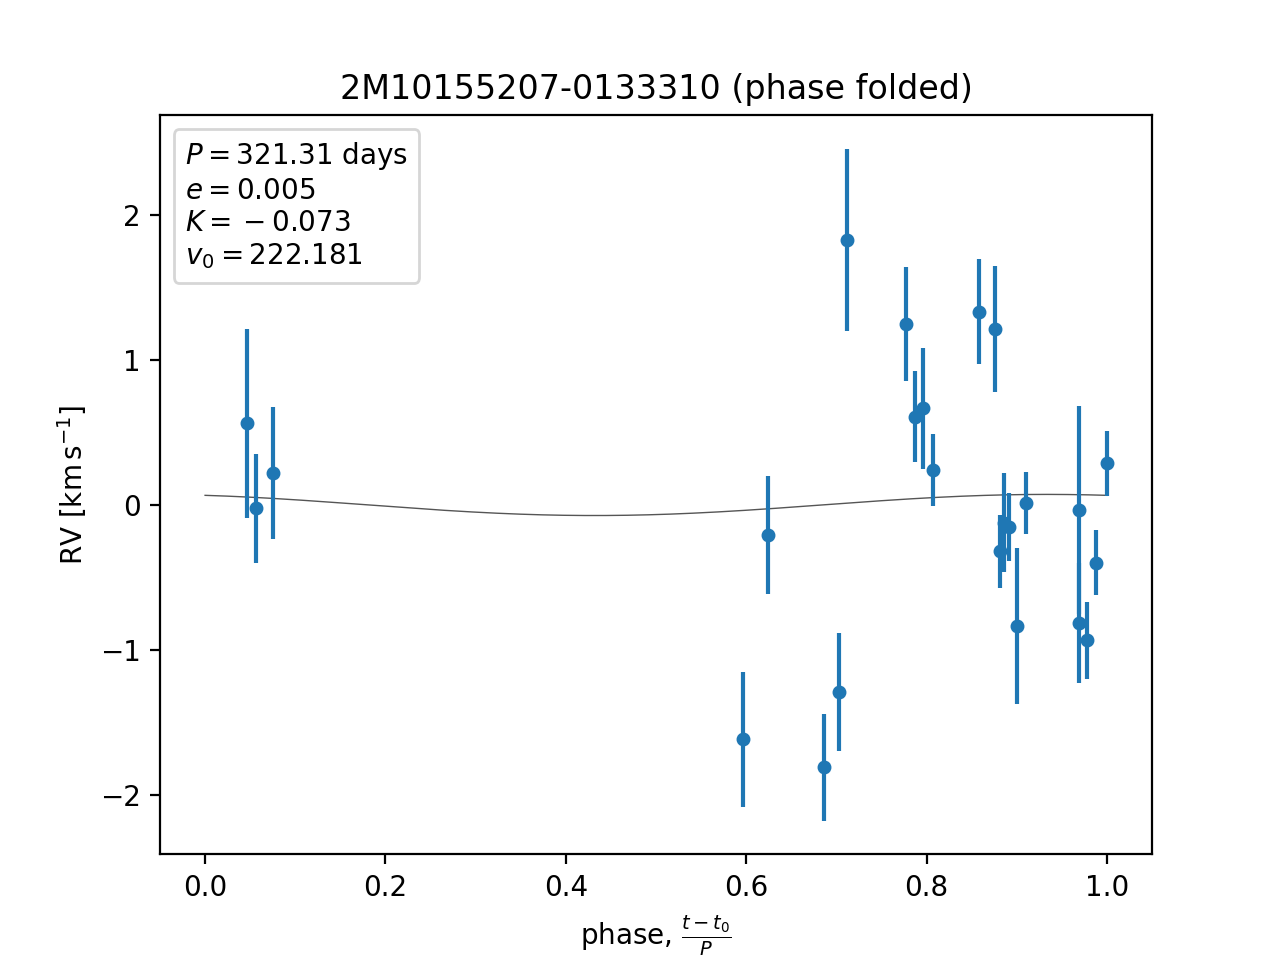 2M10155207-0133310 (phase folded)
P = 321.31 days
e = 0.005
K = −0.073
v₀ = 222.181
2
1
0
−1
−2
RV [km s⁻¹]
0.0 0.2 0.4 0.6 0.8 1.0
phase, (t − t₀)/P